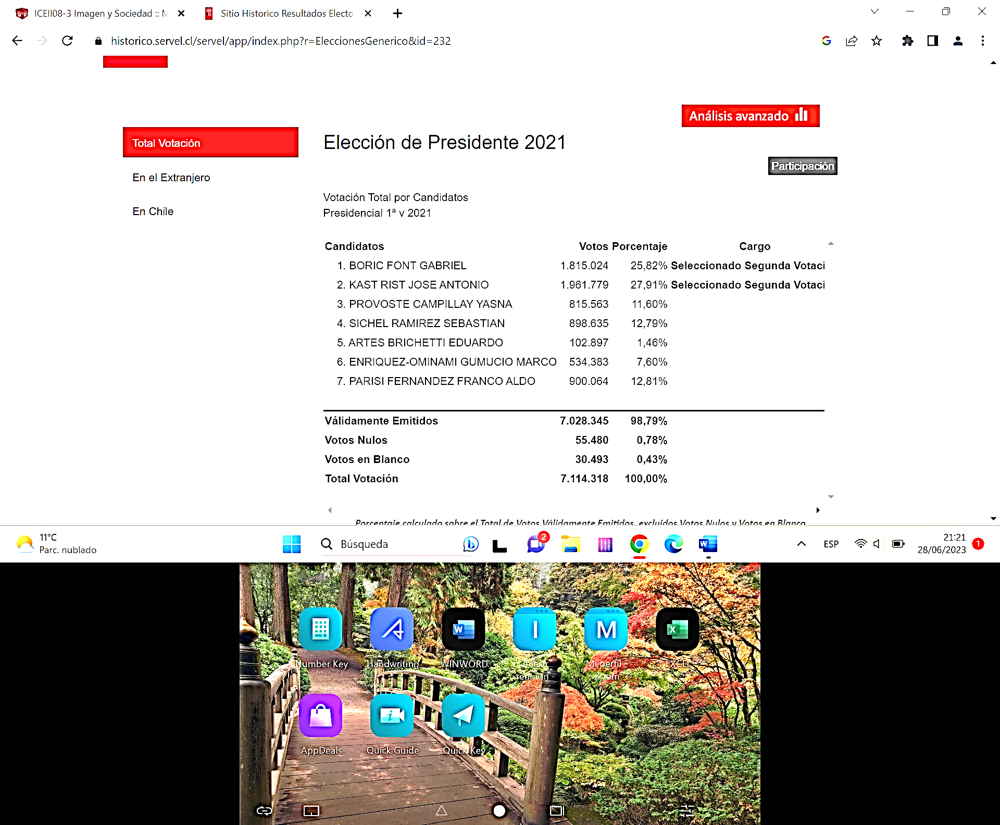 ICEII08-3 Imagen y Sociedad :: M
Sitio Historico Resultados Electo
historico.servel.cl/servel/app/index.php?r=EleccionesGenerico&id=232
Análisis avanzado
Total Votación
Elección de Presidente 2021
Participación
En el Extranjero
En Chile
Votación Total por Candidatos
Presidencial 1ª v 2021
Candidatos Votos Porcentaje Cargo
1. BORIC FONT GABRIEL 1.815.024 25,82% Seleccionado Segunda Votaci
2. KAST RIST JOSE ANTONIO 1.961.779 27,91% Seleccionado Segunda Votaci
3. PROVOSTE CAMPILLAY YASNA 815.563 11,60%
4. SICHEL RAMIREZ SEBASTIAN 898.635 12,79%
5. ARTES BRICHETTI EDUARDO 102.897 1,46%
6. ENRIQUEZ-OMINAMI GUMUCIO MARCO 534.383 7,60%
7. PARISI FERNANDEZ FRANCO ALDO 900.064 12,81%
Válidamente Emitidos 7.028.345 98,79%
Votos Nulos 55.480 0,78%
Votos en Blanco 30.493 0,43%
Total Votación 7.114.318 100,00%
Porcentaje calculado sobre el Total de Votos Válidamente Emitidos, excluidos Votos Nulos y Votos en Blanco
11°C
Parc. nublado
Búsqueda
2
ESP
21:21
28/06/2023
1
Number Key Handwriting WINWORD Iniciar reunión Mi perfil - Zoom EXCEL
AppDeals Quick Guide Quick Key